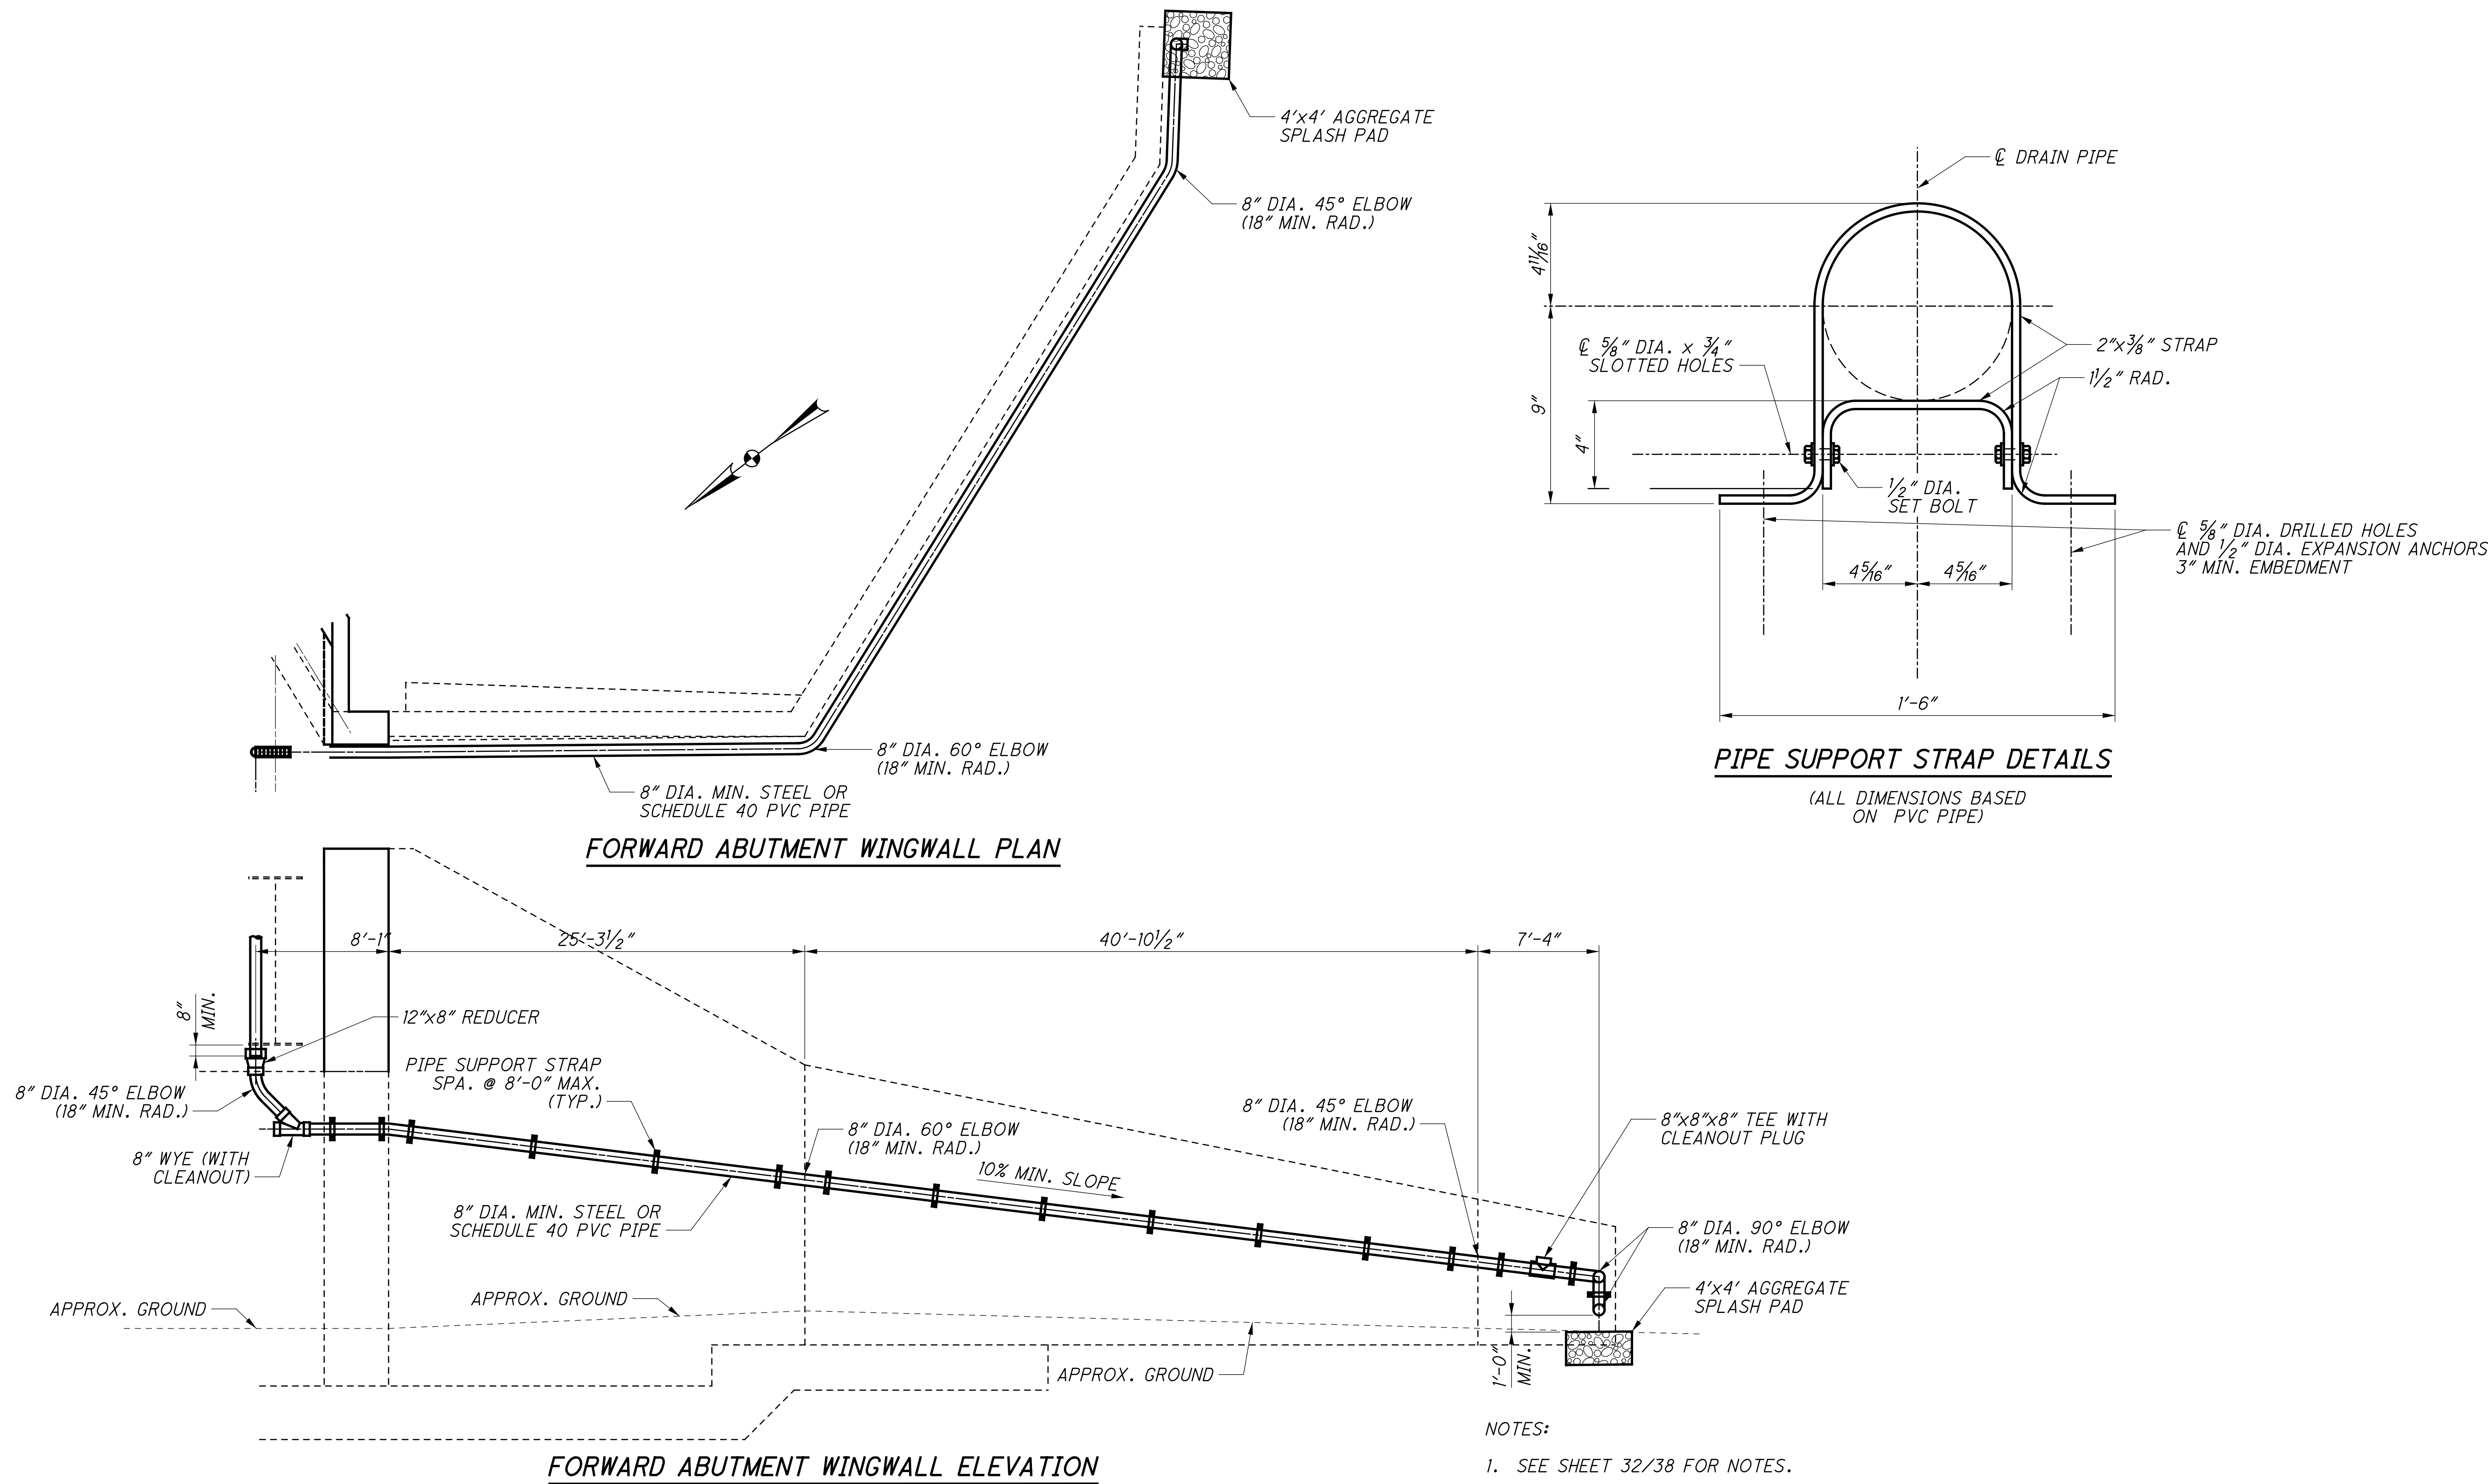 4'x4' AGGREGATE
SPLASH PAD
8" DIA. 45° ELBOW
(18" MIN. RAD.)
8" DIA. 60° ELBOW
(18" MIN. RAD.)
8" DIA. MIN. STEEL OR
SCHEDULE 40 PVC PIPE
FORWARD ABUTMENT WINGWALL PLAN
℄ DRAIN PIPE
4 11/16"
9"
4"
℄ 5/8" DIA. x 3/4"
SLOTTED HOLES
2"x3/8" STRAP
1 1/2" RAD.
1/2" DIA.
SET BOLT
℄ 5/8" DIA. DRILLED HOLES
AND 1/2" DIA. EXPANSION ANCHORS
3" MIN. EMBEDMENT
4 5/16"
4 5/16"
1'-6"
PIPE SUPPORT STRAP DETAILS
(ALL DIMENSIONS BASED
ON PVC PIPE)
8'-1"
25'-3 1/2"
40'-10 1/2"
7'-4"
8"
MIN.
12"x8" REDUCER
PIPE SUPPORT STRAP
SPA. @ 8'-0" MAX.
(TYP.)
8" DIA. 45° ELBOW
(18" MIN. RAD.)
8" WYE (WITH
CLEANOUT)
8" DIA. 60° ELBOW
(18" MIN. RAD.)
10% MIN. SLOPE
8" DIA. MIN. STEEL OR
SCHEDULE 40 PVC PIPE
8" DIA. 45° ELBOW
(18" MIN. RAD.)
8"x8"x8" TEE WITH
CLEANOUT PLUG
8" DIA. 90° ELBOW
(18" MIN. RAD.)
4'x4' AGGREGATE
SPLASH PAD
APPROX. GROUND
APPROX. GROUND
APPROX. GROUND
1'-0"
MIN.
FORWARD ABUTMENT WINGWALL ELEVATION
NOTES:
1. SEE SHEET 32/38 FOR NOTES.